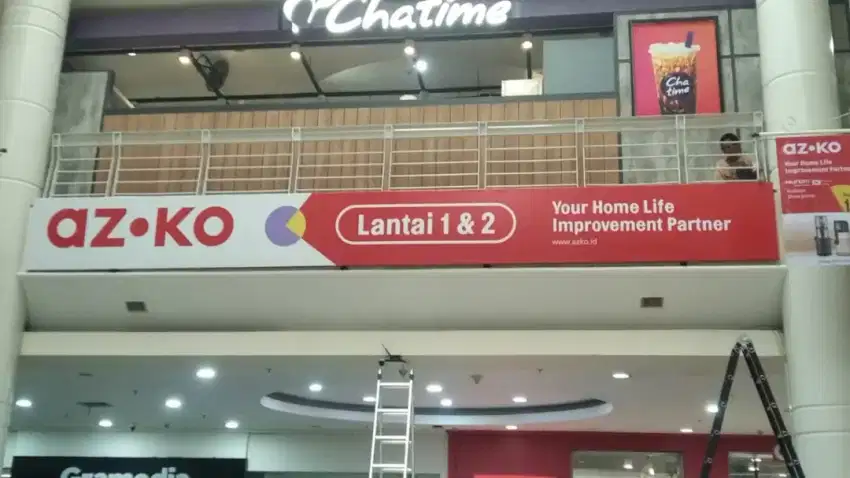 Chatime
Cha
time
az•ko
Lantai 1 & 2
Your Home Life
Improvement Partner
www.azko.id
az•ko
Your Home Life
Improvement Partner
Gramedia